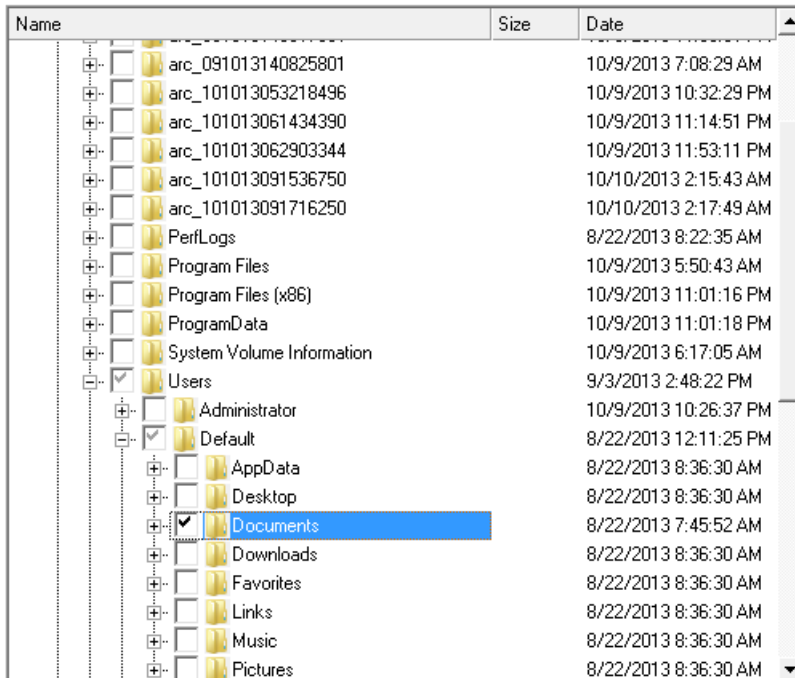 Name Size Date
arc_091013140825801 10/9/2013 7:08:29 AM
arc_101013053218496 10/9/2013 10:32:29 PM
arc_101013061434390 10/9/2013 11:14:51 PM
arc_101013062903344 10/9/2013 11:53:11 PM
arc_101013091536750 10/10/2013 2:15:43 AM
arc_101013091716250 10/10/2013 2:17:49 AM
PerfLogs 8/22/2013 8:22:35 AM
Program Files 10/9/2013 5:50:43 AM
Program Files (x86) 10/9/2013 11:01:16 PM
ProgramData 10/9/2013 11:01:18 PM
System Volume Information 10/9/2013 6:17:05 AM
Users 9/3/2013 2:48:22 PM
Administrator 10/9/2013 10:26:37 PM
Default 8/22/2013 12:11:25 PM
AppData 8/22/2013 8:36:30 AM
Desktop 8/22/2013 8:36:30 AM
Documents 8/22/2013 7:45:52 AM
Downloads 8/22/2013 8:36:30 AM
Favorites 8/22/2013 8:36:30 AM
Links 8/22/2013 8:36:30 AM
Music 8/22/2013 8:36:30 AM
Pictures 8/22/2013 8:36:30 AM